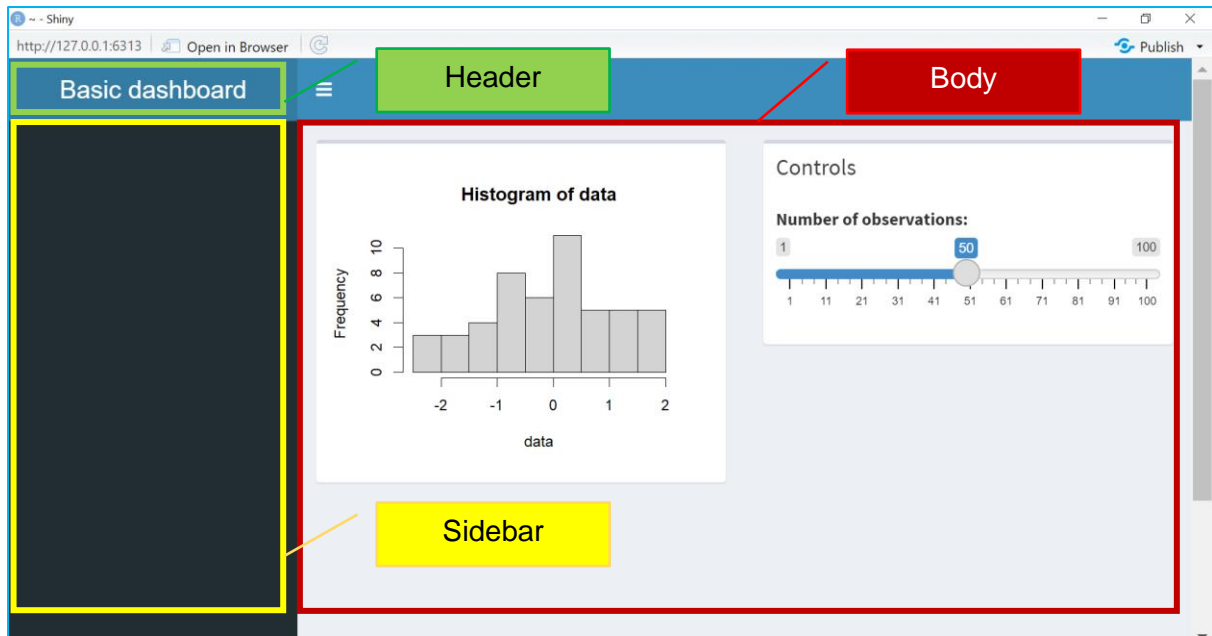 ~ - Shiny
http://127.0.0.1:6313 Open in Browser Publish
Basic dashboard
Header
Body
Histogram of data
Frequency
0 2 4 6 8 10
-2 -1 0 1 2
data
Controls
Number of observations:
1 50 100
1 11 21 31 41 51 61 71 81 91 100
Sidebar